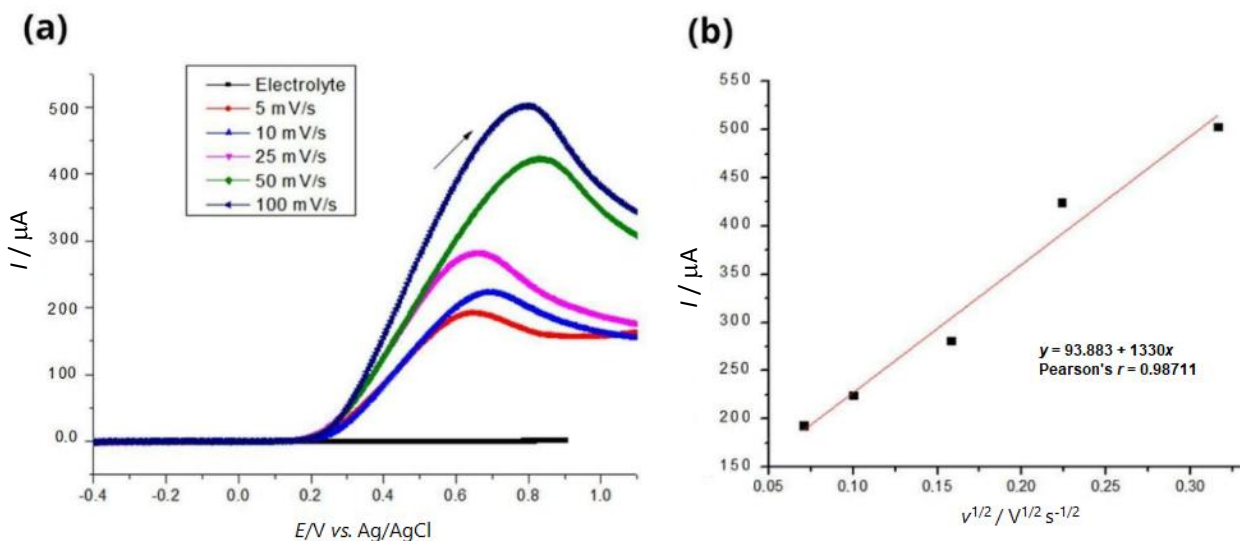 (a)
Electrolyte
5 mV/s
10 mV/s
25 mV/s
50 mV/s
100 mV/s
500
400
300
200
100
0.0
-0.4
-0.2
0.0
0.2
0.4
0.6
0.8
1.0
I / µA
E/V vs. Ag/AgCl
(b)
550
500
450
400
350
300
250
200
150
0.05
0.10
0.15
0.20
0.25
0.30
I / µA
y = 93.883 + 1330x
Pearson's r = 0.98711
v^1/2 / V^1/2 s^-1/2